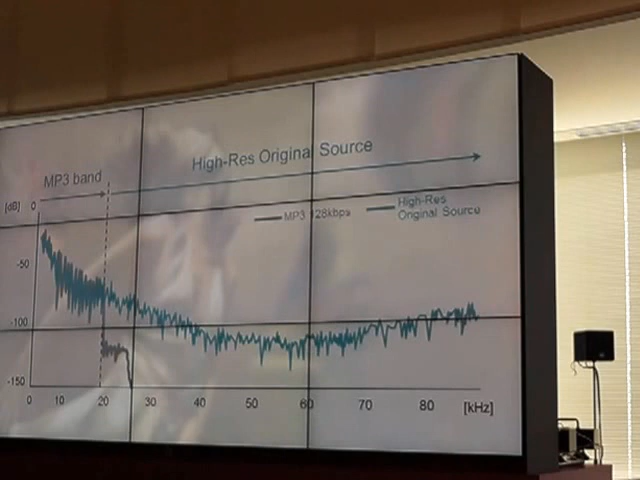 High-Res Original Source
MP3 band
[dB] 0
MP3 128kbps
High-Res
Original Source
-50
-100
-150
0 10 20 30 40 50 60 70 80 [kHz]